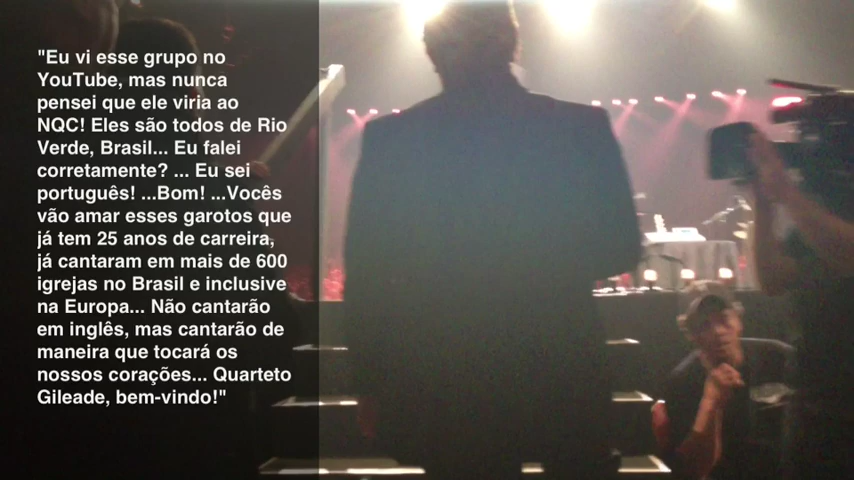 "Eu vi esse grupo no
YouTube, mas nunca
pensei que ele viria ao
NQC! Eles são todos de Rio
Verde, Brasil... Eu falei
corretamente? ... Eu sei
português! ...Bom! ...Vocês
vão amar esses garotos que
já tem 25 anos de carreira,
já cantaram em mais de 600
igrejas no Brasil e inclusive
na Europa... Não cantarão
em inglês, mas cantarão de
maneira que tocará os
nossos corações... Quarteto
Gileade, bem-vindo!"